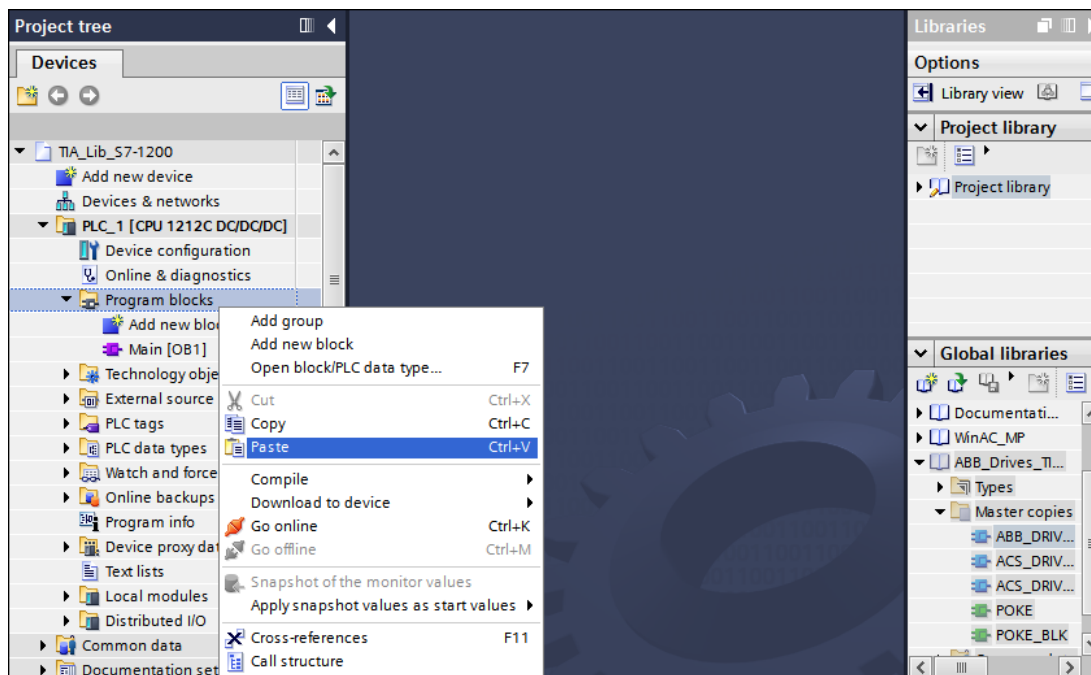 Project tree
Devices
TIA_Lib_S7-1200
Add new device
Devices & networks
PLC_1 [CPU 1212C DC/DC/DC]
Device configuration
Online & diagnostics
Program blocks
Add new bloc
Main [OB1]
Technology obje
External source
PLC tags
PLC data types
Watch and force
Online backups
Program info
Device proxy dat
Text lists
Local modules
Distributed I/O
Common data
Documentation set
Add group
Add new block
Open block/PLC data type... F7
Cut Ctrl+X
Copy Ctrl+C
Paste Ctrl+V
Compile
Download to device
Go online Ctrl+K
Go offline Ctrl+M
Snapshot of the monitor values
Apply snapshot values as start values
Cross-references F11
Call structure
Libraries
Options
Library view
Project library
Project library
Global libraries
Documentati...
WinAC_MP
ABB_Drives_TI...
Types
Master copies
ABB_DRIV...
ACS_DRIV...
ACS_DRIV...
POKE
POKE_BLK